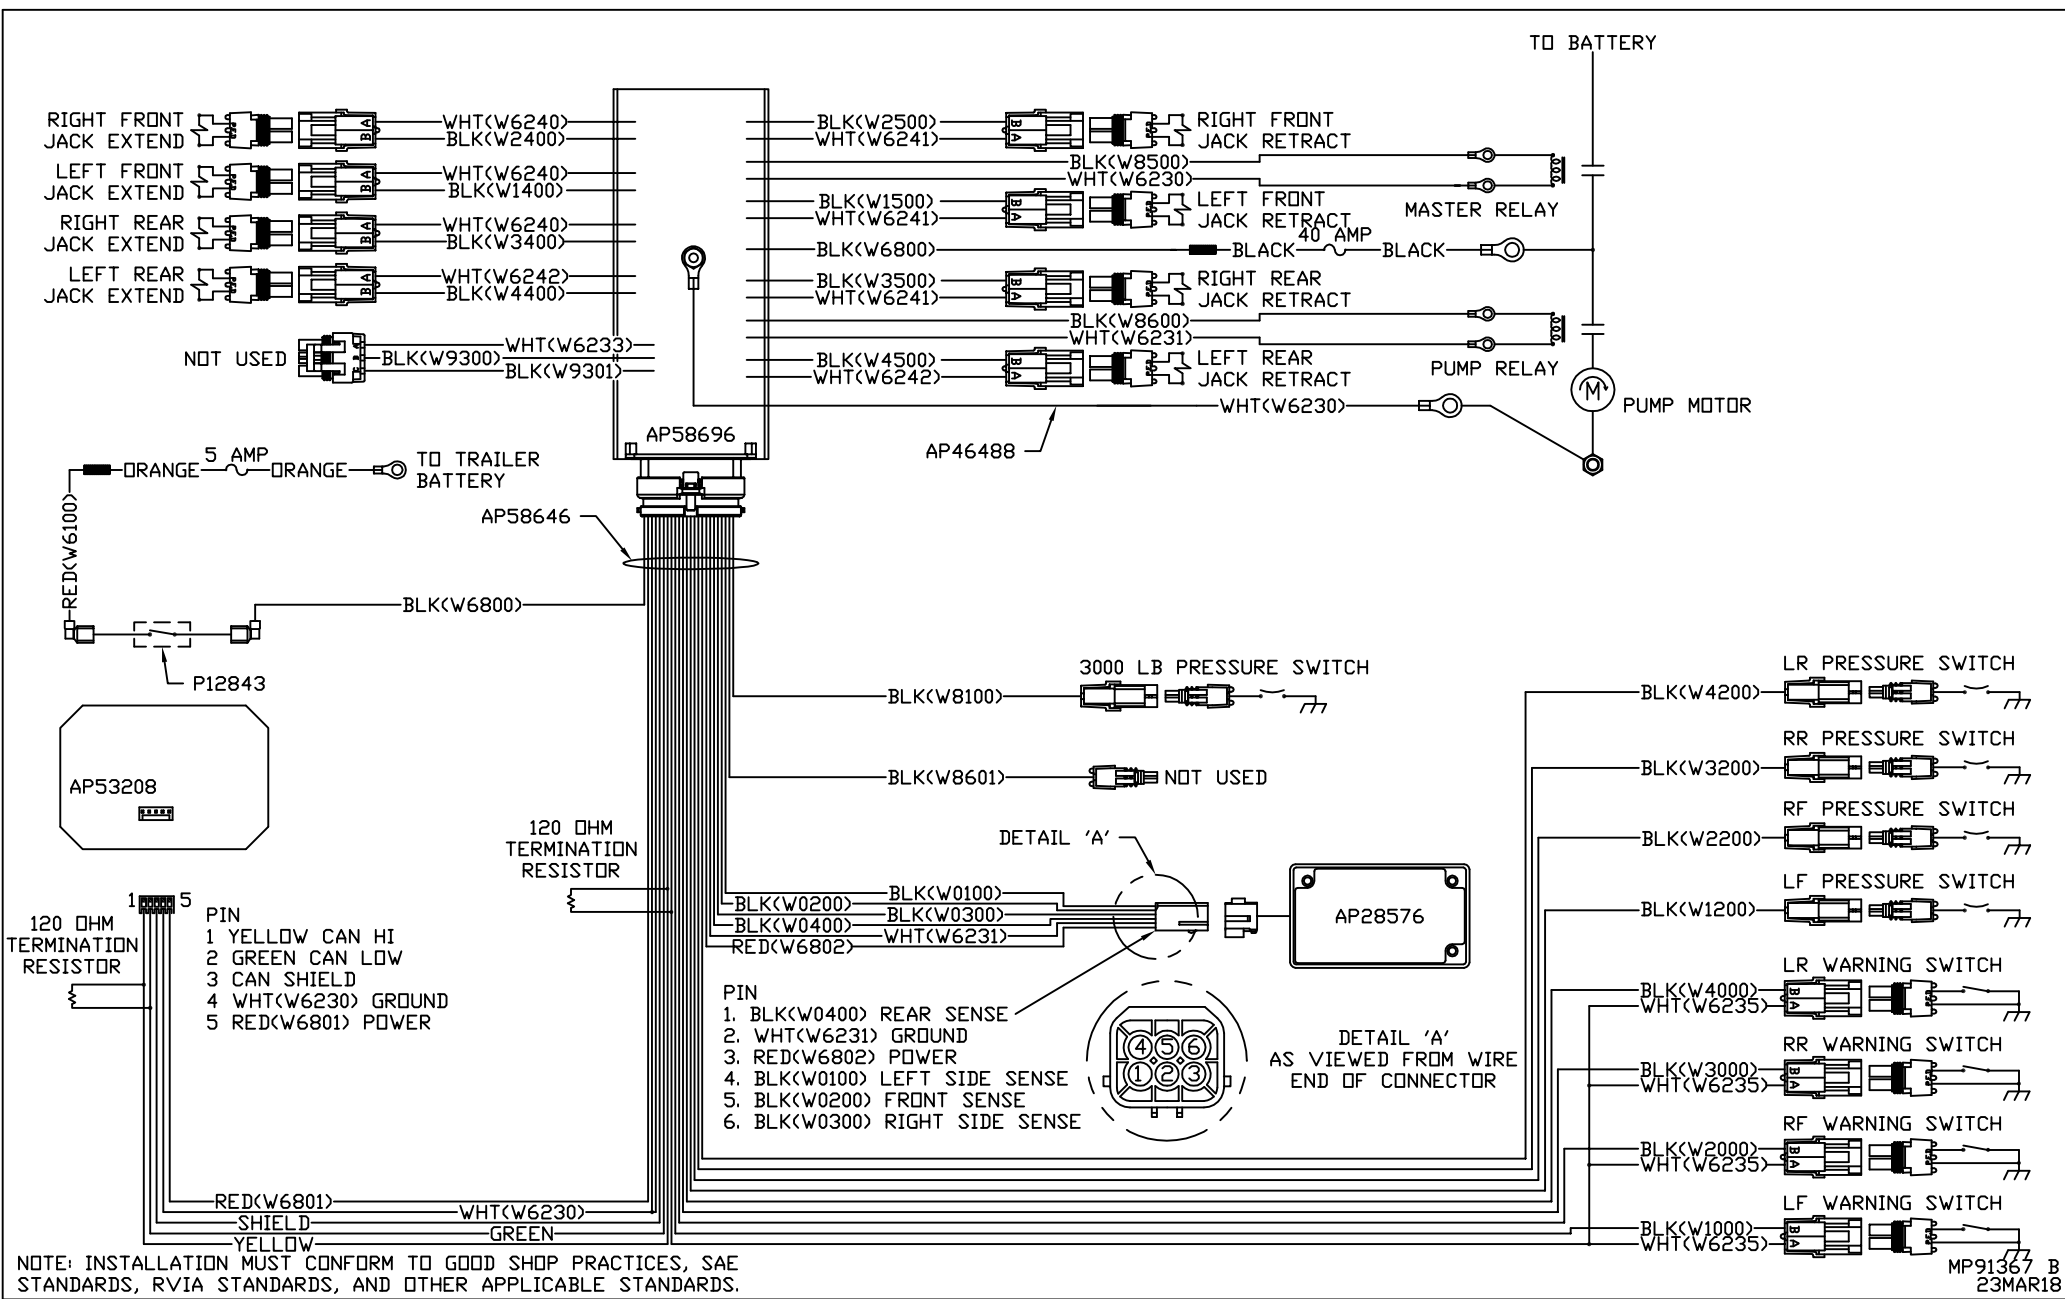 TO BATTERY
RIGHT FRONT
JACK EXTEND
A
B
WHT(W6240)
BLK(W2400)
LEFT FRONT
JACK EXTEND
A
B
WHT(W6240)
BLK(W1400)
RIGHT REAR
JACK EXTEND
A
B
WHT(W6240)
BLK(W3400)
LEFT REAR
JACK EXTEND
A
B
WHT(W6242)
BLK(W4400)
NOT USED
WHT(W6233)
BLK(W9300)
BLK(W9301)
BLK(W2500)
WHT(W6241)
B
A
RIGHT FRONT
JACK RETRACT
BLK(W8500)
WHT(W6230)
MASTER RELAY
BLK(W1500)
WHT(W6241)
B
A
LEFT FRONT
JACK RETRACT
BLK(W6800)
BLACK
40 AMP
BLACK
BLK(W3500)
WHT(W6241)
B
A
RIGHT REAR
JACK RETRACT
BLK(W8600)
WHT(W6231)
PUMP RELAY
BLK(W4500)
WHT(W6242)
B
A
LEFT REAR
JACK RETRACT
M
PUMP MOTOR
WHT(W6230)
AP46488
AP58696
5 AMP
ORANGE
ORANGE
TO TRAILER
BATTERY
RED(W6100)
AP58646
BLK(W6800)
P12843
AP53208
3000 LB PRESSURE SWITCH
BLK(W8100)
BLK(W8601)
NOT USED
120 OHM
TERMINATION
RESISTOR
DETAIL 'A'
BLK(W0100)
BLK(W0200)
BLK(W0300)
BLK(W0400)
WHT(W6231)
RED(W6802)
AP28576
1
5
120 OHM
TERMINATION
RESISTOR
PIN
1 YELLOW CAN HI
2 GREEN CAN LOW
3 CAN SHIELD
4 WHT(W6230) GROUND
5 RED(W6801) POWER
PIN
1. BLK(W0400) REAR SENSE
2. WHT(W6231) GROUND
3. RED(W6802) POWER
4. BLK(W0100) LEFT SIDE SENSE
5. BLK(W0200) FRONT SENSE
6. BLK(W0300) RIGHT SIDE SENSE
4 5 6
1 2 3
DETAIL 'A'
AS VIEWED FROM WIRE
END OF CONNECTOR
LR PRESSURE SWITCH
BLK(W4200)
RR PRESSURE SWITCH
BLK(W3200)
RF PRESSURE SWITCH
BLK(W2200)
LF PRESSURE SWITCH
BLK(W1200)
LR WARNING SWITCH
BLK(W4000)
WHT(W6235)
B
A
RR WARNING SWITCH
BLK(W3000)
WHT(W6235)
B
A
RF WARNING SWITCH
BLK(W2000)
WHT(W6235)
B
A
LF WARNING SWITCH
BLK(W1000)
WHT(W6235)
B
A
RED(W6801)
WHT(W6230)
SHIELD
GREEN
YELLOW
NOTE: INSTALLATION MUST CONFORM TO GOOD SHOP PRACTICES, SAE
STANDARDS, RVIA STANDARDS, AND OTHER APPLICABLE STANDARDS.
MP91367 B
23MAR18